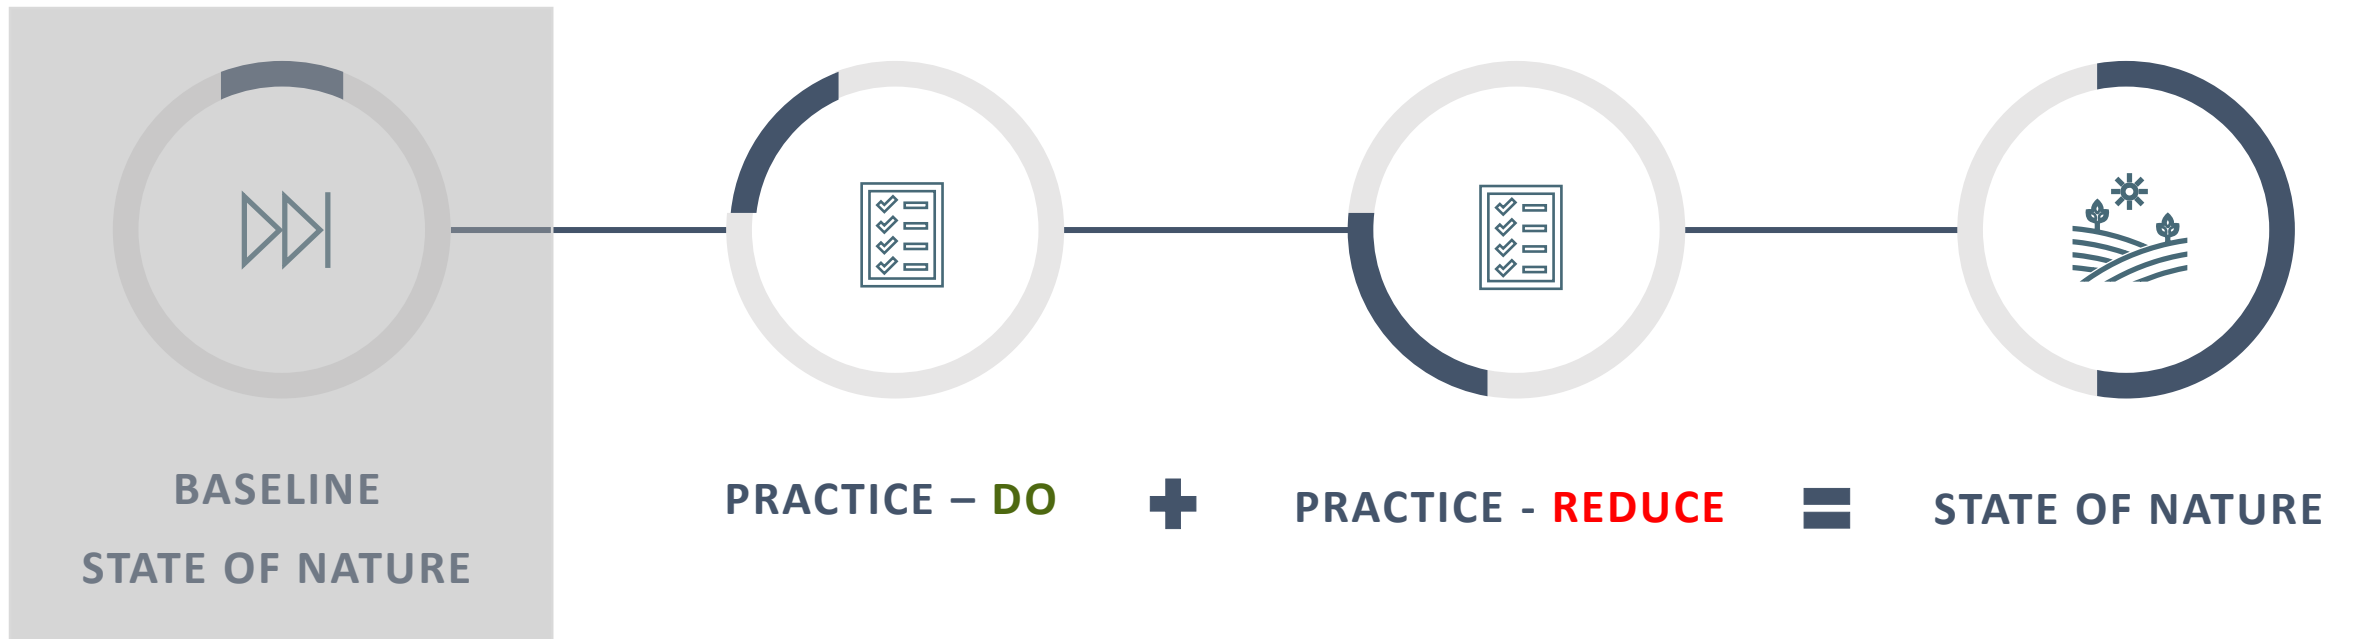 BASELINE
STATE OF NATURE
PRACTICE – DO
PRACTICE - REDUCE
STATE OF NATURE